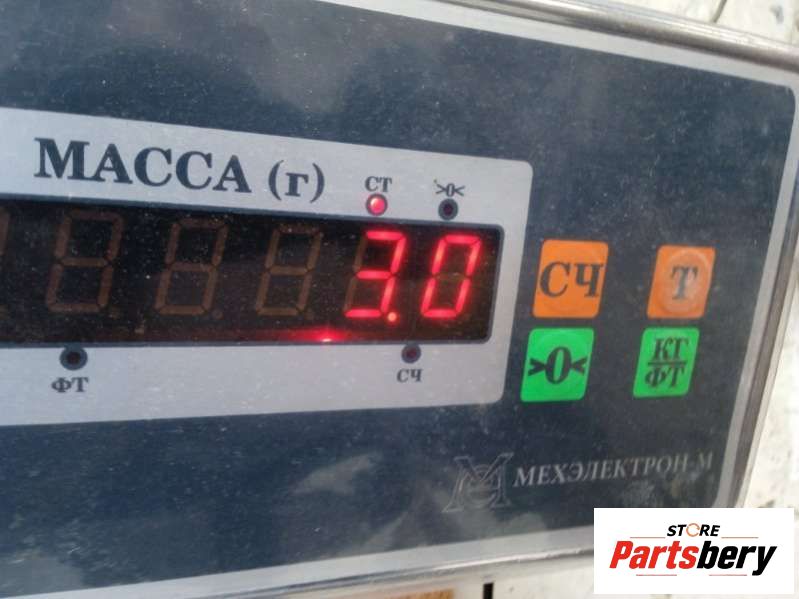 МАССА (г)
СТ
>0<
3.0
ФТ
СЧ
СЧ
Т
>0<
КГ
ФТ
МЕХЭЛЕКТРОН-М
STORE
Partsbery